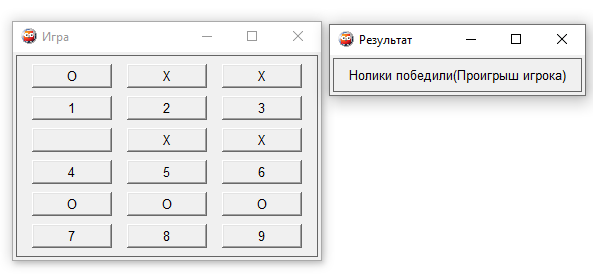 Игра
O X X
1 2 3
X X
4 5 6
O O O
7 8 9
Результат
Нолики победили(Проигрыш игрока)